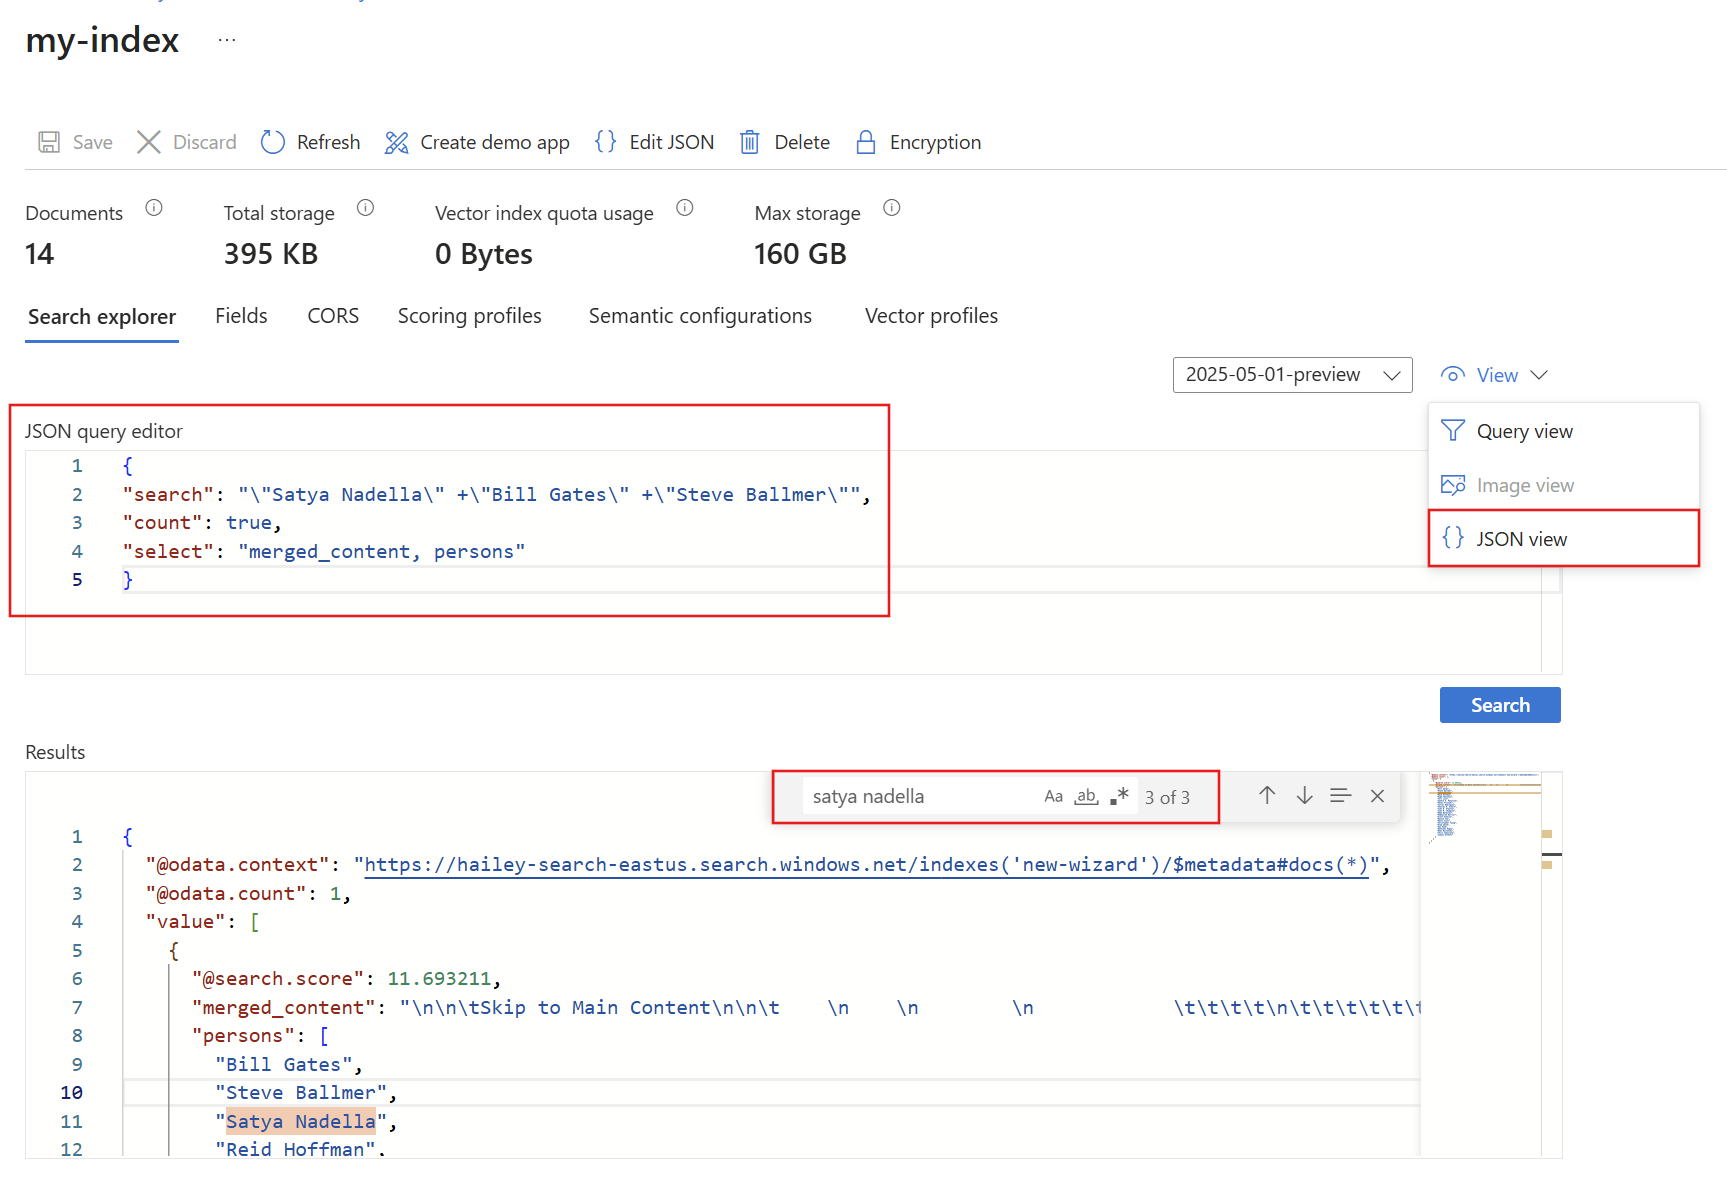 my-index ...
Save Discard Refresh Create demo app {} Edit JSON Delete Encryption
Documents Total storage Vector index quota usage Max storage
14 395 KB 0 Bytes 160 GB
Search explorer Fields CORS Scoring profiles Semantic configurations Vector profiles
2025-05-01-preview View
Query view
Image view
{} JSON view
JSON query editor
1 {
2 "search": "\"Satya Nadella\" +\"Bill Gates\" +\"Steve Ballmer\"",
3 "count": true,
4 "select": "merged_content, persons"
5 }
Search
Results
satya nadella Aa ab .* 3 of 3
1 {
2 "@odata.context": "https://hailey-search-eastus.search.windows.net/indexes('new-wizard')/$metadata#docs(*)",
3 "@odata.count": 1,
4 "value": [
5 {
6 "@search.score": 11.693211,
7 "merged_content": "\n\n\tSkip to Main Content\n\n\t \n \n \n \t\t\t\t\n\t\t\t\t\t\t
8 "persons": [
9 "Bill Gates",
10 "Steve Ballmer",
11 "Satya Nadella",
12 "Reid Hoffman",